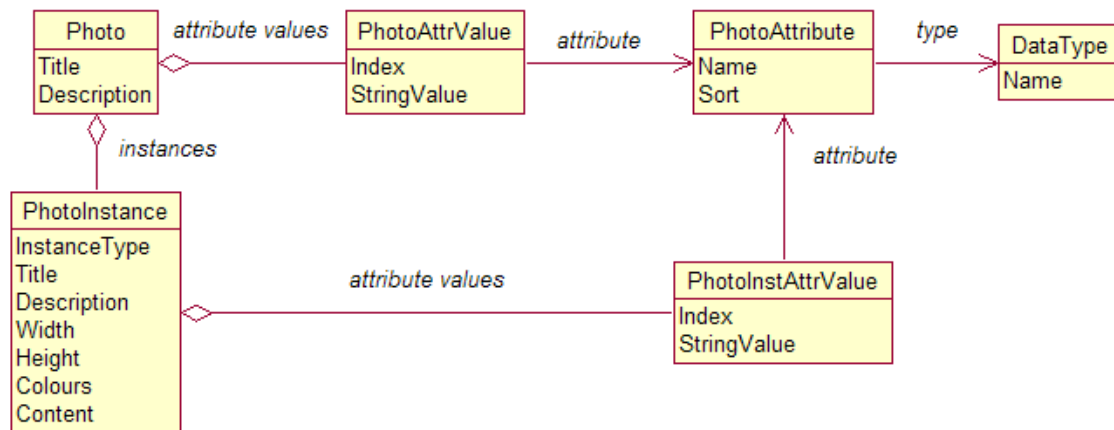 Photo
Title
Description
attribute values
PhotoAttrValue
Index
StringValue
attribute
PhotoAttribute
Name
Sort
type
DataType
Name
instances
attribute
PhotoInstance
InstanceType
Title
Description
Width
Height
Colours
Content
attribute values
PhotoInstAttrValue
Index
StringValue